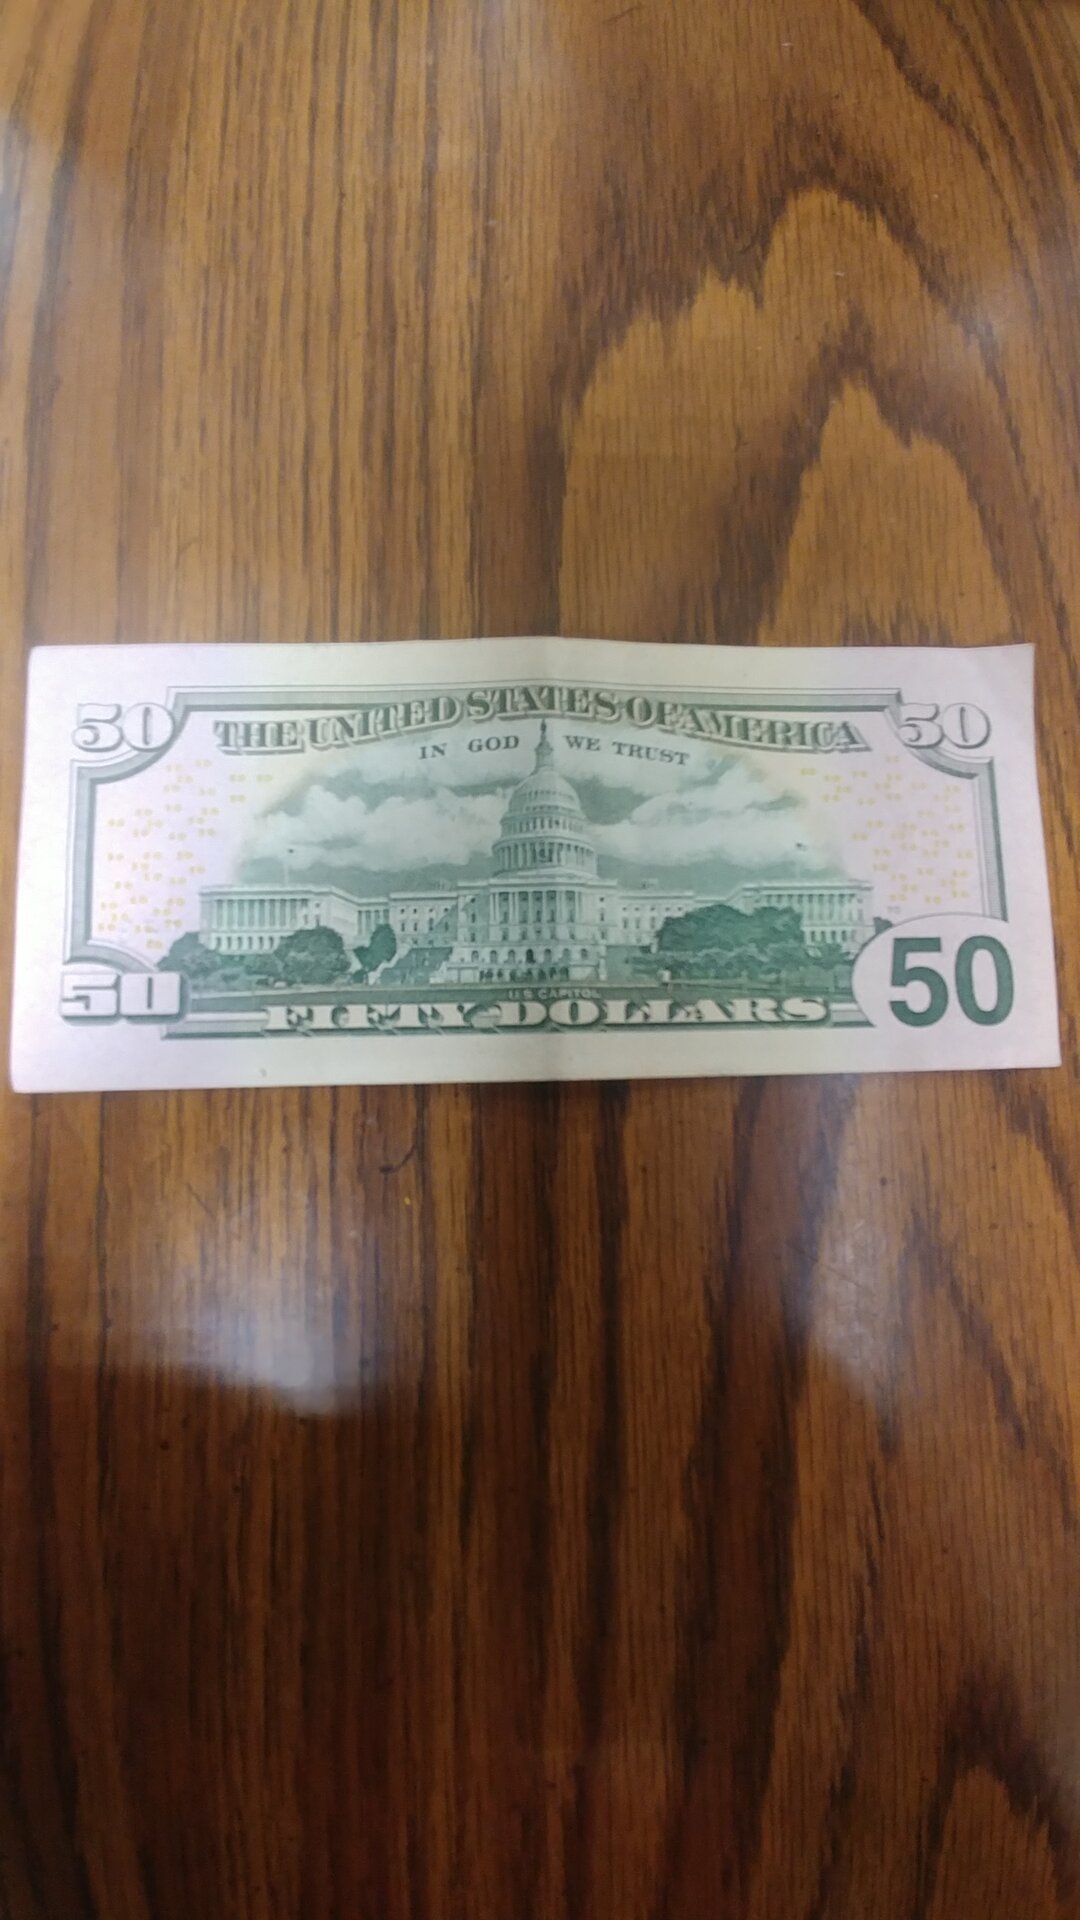 50 THE UNITED STATES OF AMERICA 50
IN GOD WE TRUST
U.S. CAPITOL
50 FIFTY DOLLARS 50